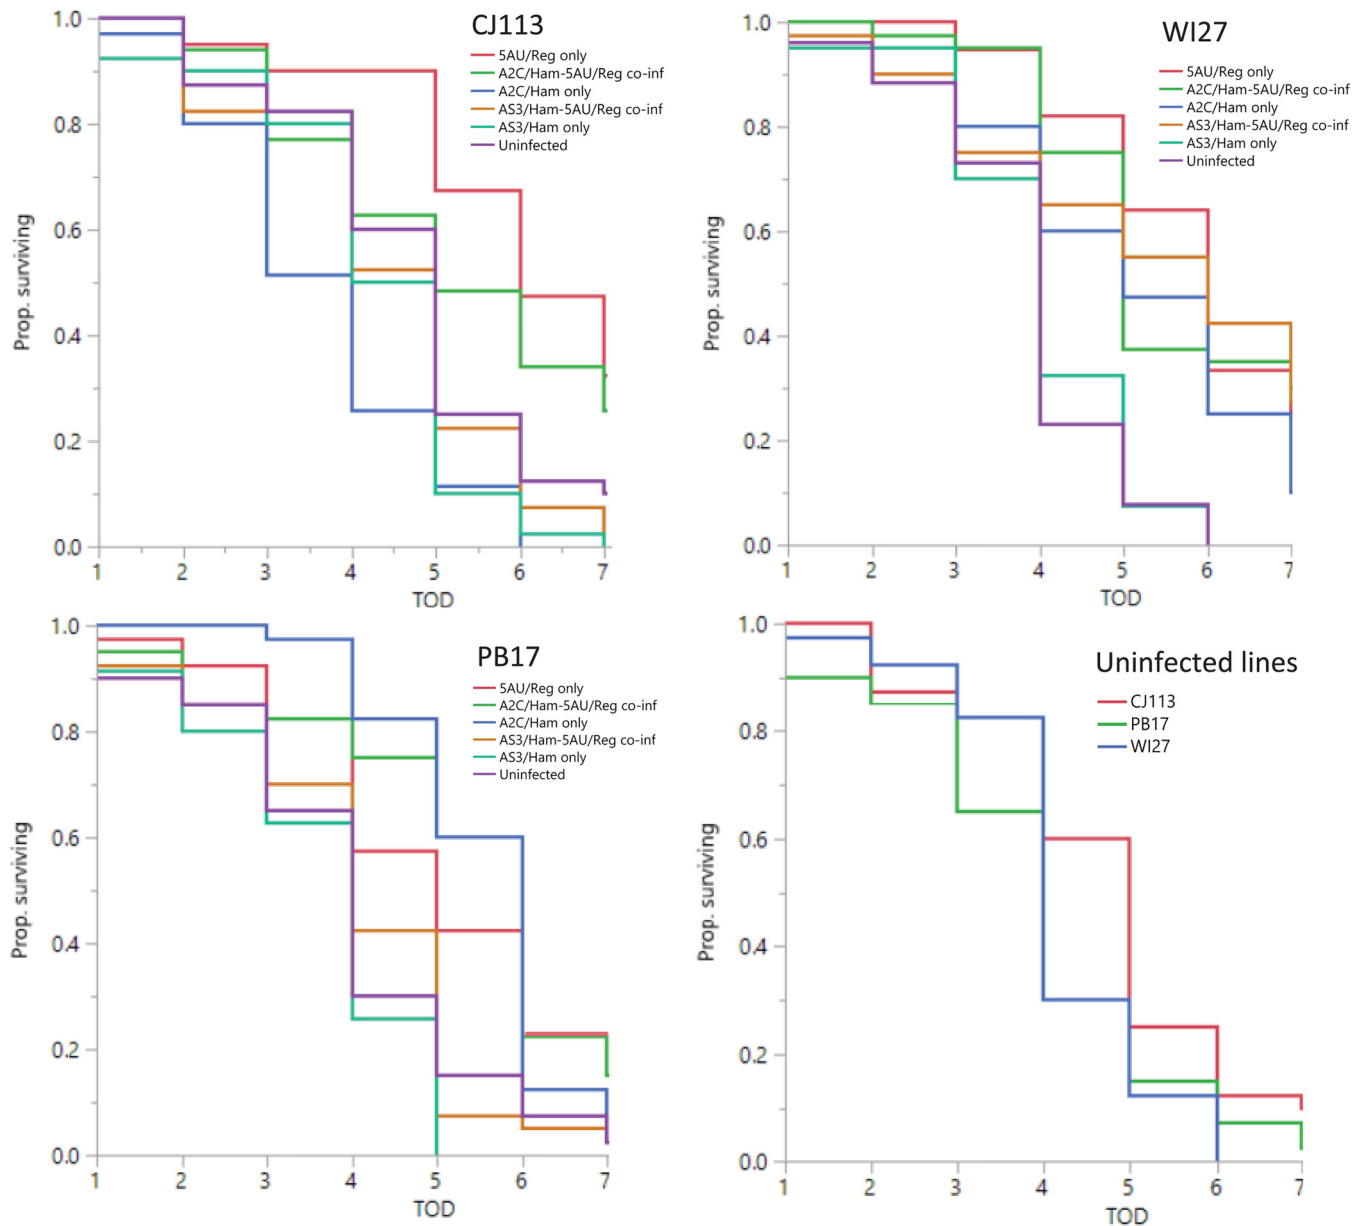 CJ113
5AU/Reg only
A2C/Ham-5AU/Reg co-inf
A2C/Ham only
AS3/Ham-5AU/Reg co-inf
AS3/Ham only
Uninfected
Prop. surviving
1.0
0.8
0.6
0.4
0.2
0.0
1 2 3 4 5 6 7
TOD
WI27
5AU/Reg only
A2C/Ham-5AU/Reg co-inf
A2C/Ham only
AS3/Ham-5AU/Reg co-inf
AS3/Ham only
Uninfected
Prop. surviving
1.0
0.8
0.6
0.4
0.2
0.0
1 2 3 4 5 6 7
TOD
PB17
5AU/Reg only
A2C/Ham-5AU/Reg co-inf
A2C/Ham only
AS3/Ham-5AU/Reg co-inf
AS3/Ham only
Uninfected
Prop. surviving
1.0
0.8
0.6
0.4
0.2
0.0
1 2 3 4 5 6 7
TOD
Uninfected lines
CJ113
PB17
WI27
Prop. surviving
1.0
0.8
0.6
0.4
0.2
0.0
1 2 3 4 5 6 7
TOD